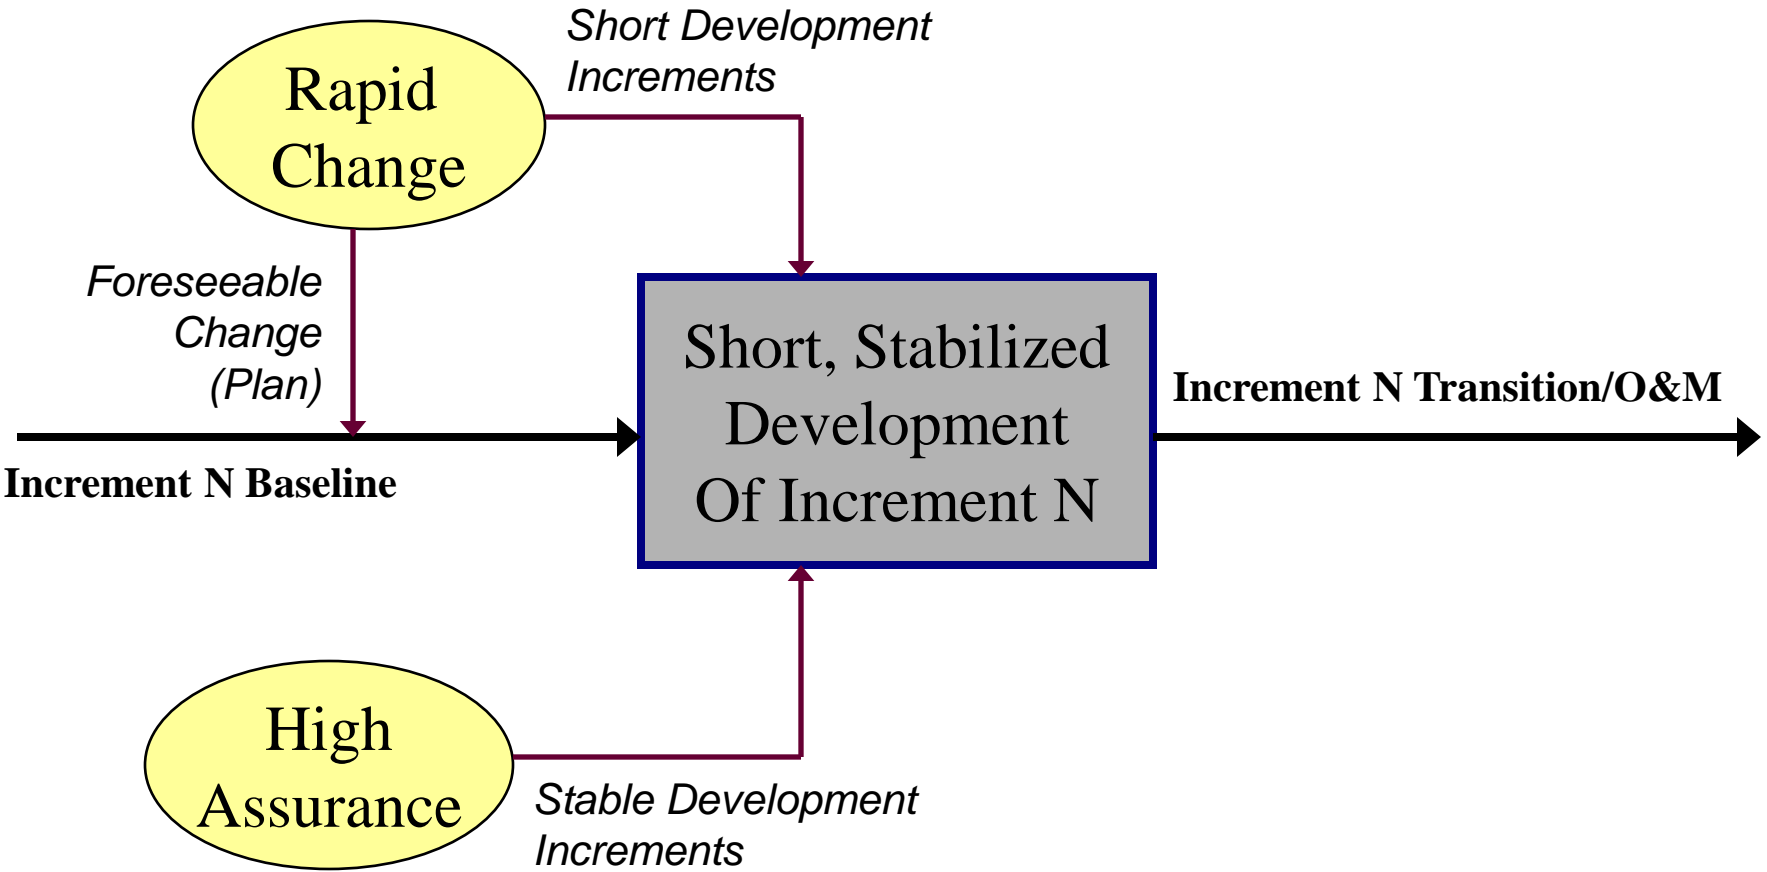 Short Development
Increments
Rapid
Change
Foreseeable
Change
(Plan)
Short, Stabilized
Development
Of Increment N
Increment N Transition/O&M
Increment N Baseline
High
Assurance
Stable Development
Increments